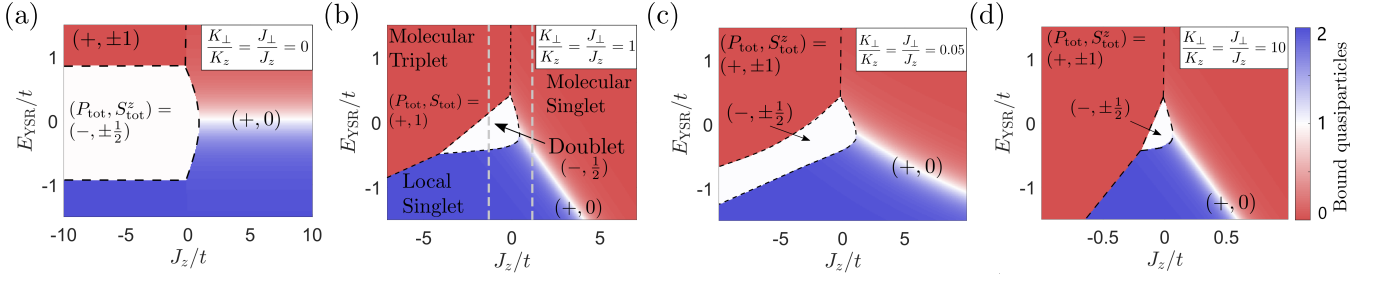 (a)
(+, ±1)
K⊥/Kz = J⊥/Jz = 0
(Ptot, Sᶻtot) =
(−, ±1/2)
(+, 0)
EYSR/t
1
0
-1
-10
-5
0
5
10
Jz/t
(b)
Molecular
Triplet
K⊥/Kz = J⊥/Jz = 1
Molecular
Singlet
(Ptot, Stot) =
(+, 1)
Doublet
(−, 1/2)
Local
Singlet
(+, 0)
EYSR/t
1
0
-1
-5
0
5
Jz/t
(c)
(Ptot, Sᶻtot) =
(+, ±1)
K⊥/Kz = J⊥/Jz = 0.05
(−, ±1/2)
(+, 0)
EYSR/t
1
0
-1
-5
0
5
Jz/t
(d)
(Ptot, Sᶻtot) =
(+, ±1)
K⊥/Kz = J⊥/Jz = 10
(−, ±1/2)
(+, 0)
EYSR/t
1
0
-1
-0.5
0
0.5
Jz/t
2
1
0
Bound quasiparticles